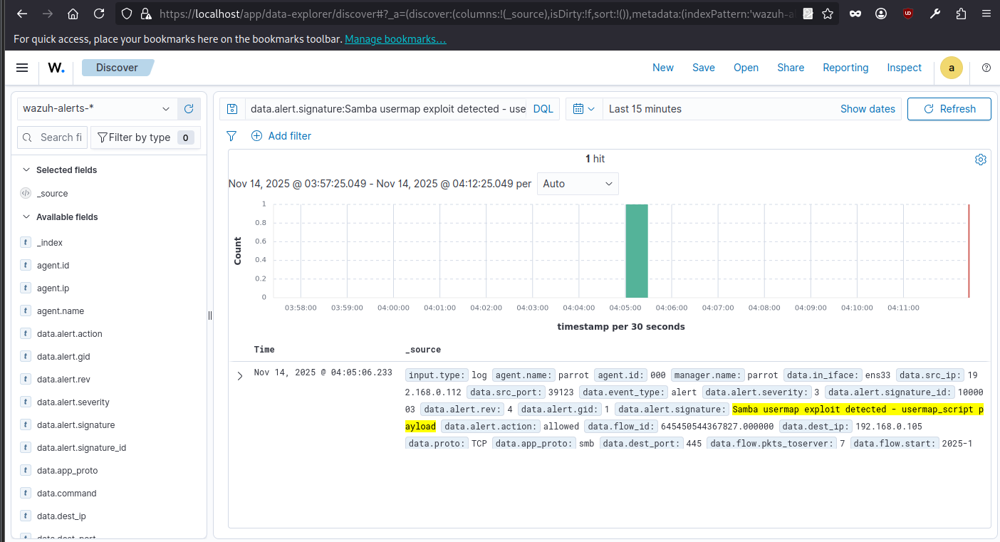 https://localhost/app/data-explorer/discover#?_a=(discover:(columns:!(_source),isDirty:!f,sort:!()),metadata:(indexPattern:'wazuh-a
For quick access, place your bookmarks here on the bookmarks toolbar. Manage bookmarks…
W. Discover New Save Open Share Reporting Inspect a
wazuh-alerts-*
data.alert.signature:Samba usermap exploit detected - use DQL Last 15 minutes Show dates Refresh
Search fi Filter by type 0
Add filter
1 hit
Selected fields
Nov 14, 2025 @ 03:57:25.049 - Nov 14, 2025 @ 04:12:25.049 per Auto
_source
Available fields
_index
agent.id
agent.ip
agent.name
data.alert.action
data.alert.gid
data.alert.rev
data.alert.severity
data.alert.signature
data.alert.signature_id
data.app_proto
data.command
data.dest_ip
data.dest_port
Count
1
0.8
0.6
0.4
0.2
0
03:58:00 03:59:00 04:00:00 04:01:00 04:02:00 04:03:00 04:04:00 04:05:00 04:06:00 04:07:00 04:08:00 04:09:00 04:10:00 04:11:00
timestamp per 30 seconds
Time _source
Nov 14, 2025 @ 04:05:06.233 input.type: log agent.name: parrot agent.id: 000 manager.name: parrot data.in_iface: ens33 data.src_ip: 19
2.168.0.112 data.src_port: 39123 data.event_type: alert data.alert.severity: 3 data.alert.signature_id: 10000
03 data.alert.rev: 4 data.alert.gid: 1 data.alert.signature: Samba usermap exploit detected - usermap_script p
ayload data.alert.action: allowed data.flow_id: 645450544367827.000000 data.dest_ip: 192.168.0.105
data.proto: TCP data.app_proto: smb data.dest_port: 445 data.flow.pkts_toserver: 7 data.flow.start: 2025-1